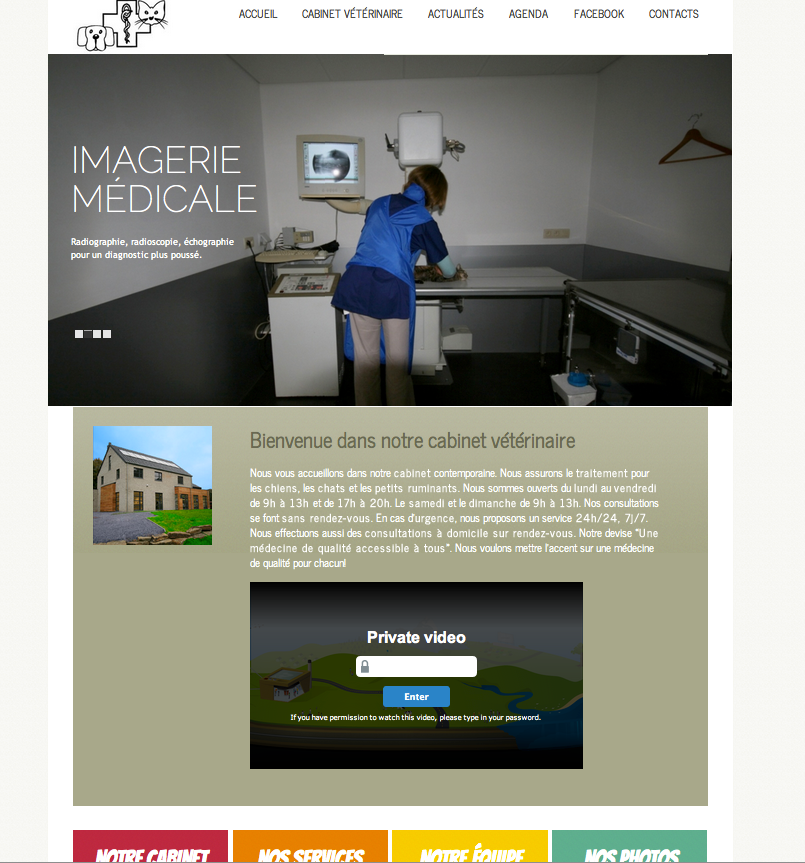 ACCUEIL CABINET VÉTÉRINAIRE ACTUALITÉS AGENDA FACEBOOK CONTACTS
IMAGERIE
MÉDICALE
Radiographie, radioscopie, échographie
pour un diagnostic plus poussé.
Bienvenue dans notre cabinet vétérinaire
Nous vous accueillons dans notre cabinet contemporaine. Nous assurons le traitement pour
les chiens, les chats et les petits ruminants. Nous sommes ouverts du lundi au vendredi
de 9h à 13h et de 17h à 20h. Le samedi et le dimanche de 9h à 13h. Nos consultations
se font sans rendez-vous. En cas d'urgence, nous proposons un service 24h/24, 7j/7.
Nous effectuons aussi des consultations à domicile sur rendez-vous. Notre devise "Une
médecine de qualité accessible à tous". Nous voulons mettre l'accent sur une médecine
de qualité pour chacun!
Private video
Enter
If you have permission to watch this video, please type in your password.
NOTRE CABINET NOS SERVICES NOTRE ÉQUIPE NOS PHOTOS